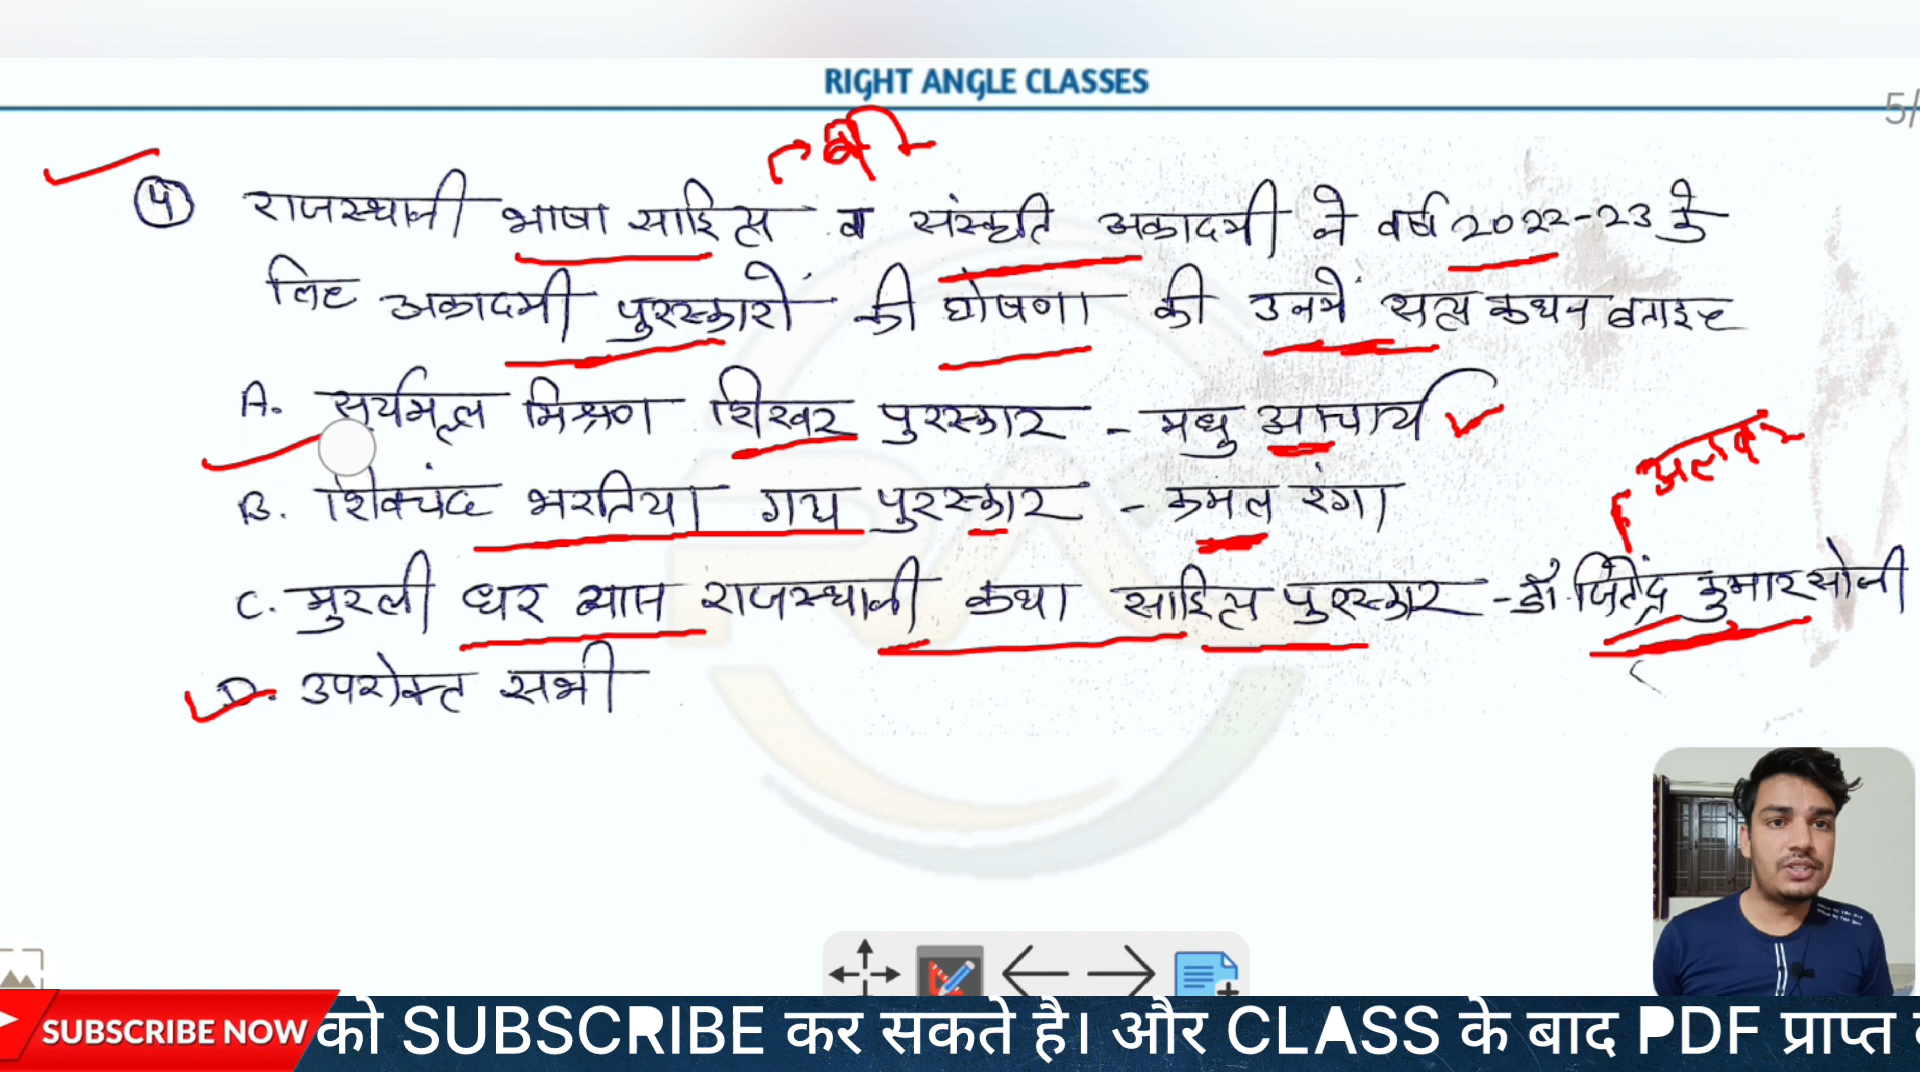 RIGHT ANGLE CLASSES
5/
बी
④ राजस्थानी भाषा साहित्य व संस्कृति अकादमी ने वर्ष 2022-23 के
लिए अकादमी पुरस्कारों की घोषणा की उनमें सत्य कथन बताइए
A. सूर्यमल्ल मिश्रण शिखर पुरस्कार - मधु आचार्य
B. शिवचंद भरतिया गद्य पुरस्कार - कमल रंगा
C. मुरली धर व्यास राजस्थानी कथा साहित्य पुरस्कार - डॉ. जितेंद्र कुमार सोनी
D. उपरोक्त सभी
SUBSCRIBE NOW को SUBSCRIBE कर सकते है। और CLASS के बाद PDF प्राप्त